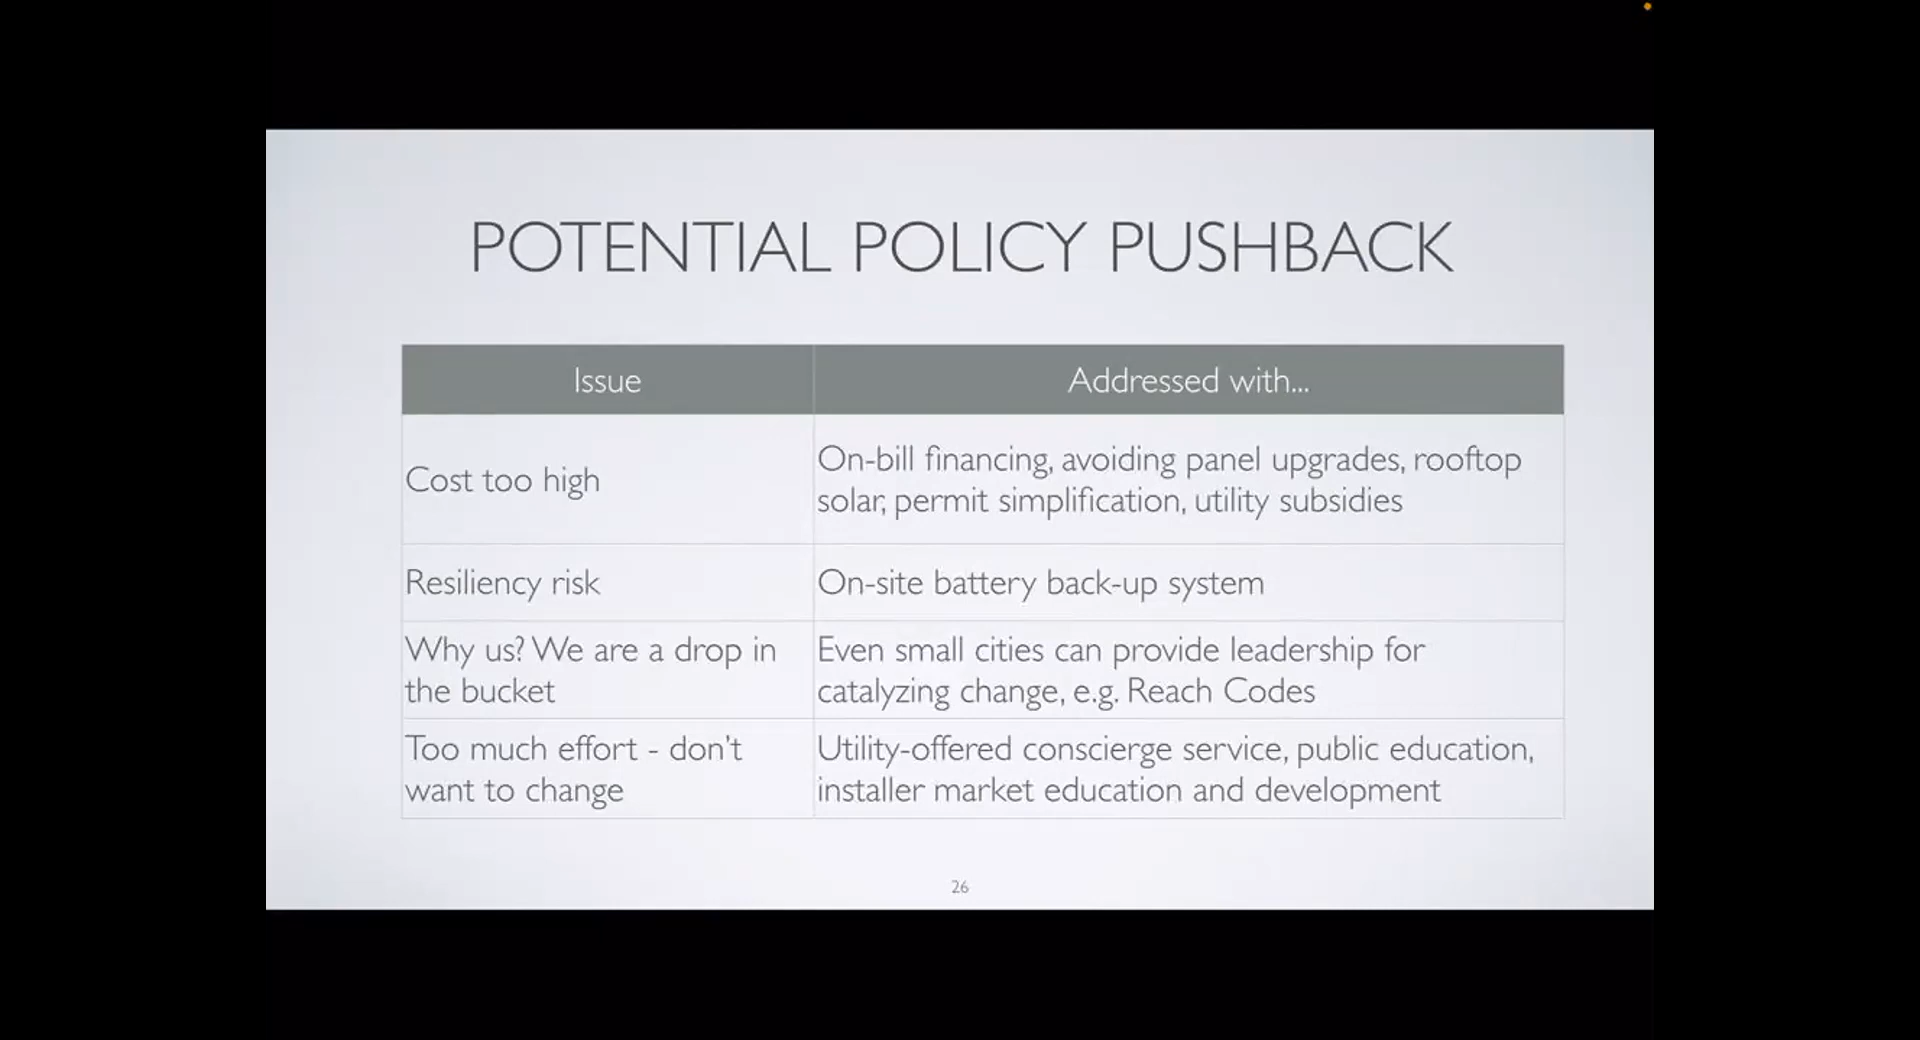 POTENTIAL POLICY PUSHBACK
Issue
Addressed with...
Cost too high
On-bill financing, avoiding panel upgrades, rooftop
solar, permit simplification, utility subsidies
Resiliency risk
On-site battery back-up system
Why us? We are a drop in
the bucket
Even small cities can provide leadership for
catalyzing change, e.g. Reach Codes
Too much effort - don't
want to change
Utility-offered conscierge service, public education,
installer market education and development
26